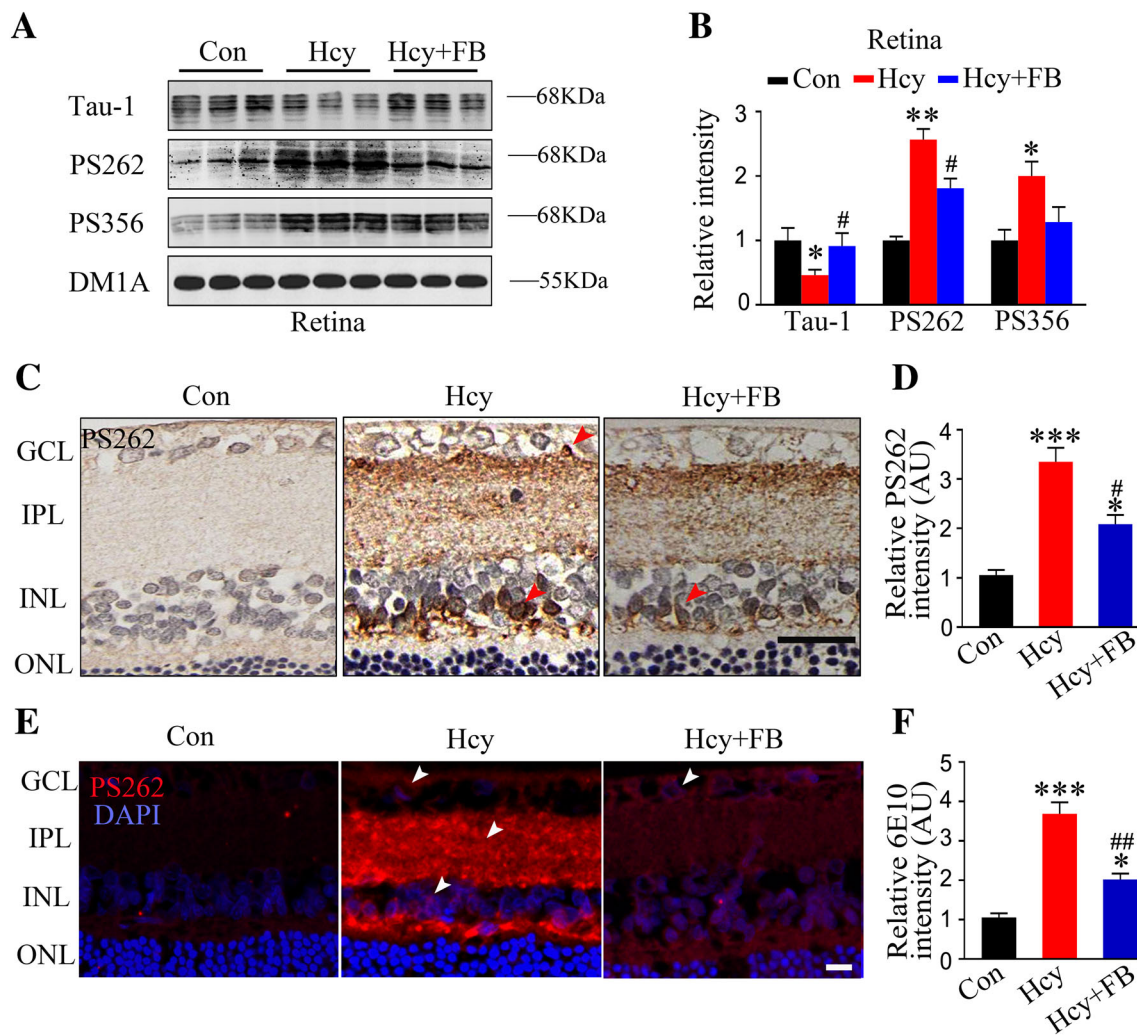 A
Con Hcy Hcy+FB
Tau-1 68KDa
PS262 68KDa
PS356 68KDa
DM1A 55KDa
Retina
B
Retina
Con Hcy Hcy+FB
Relative intensity
3
2
1
0
* # ** # *
Tau-1 PS262 PS356
C
Con Hcy Hcy+FB
PS262
GCL
IPL
INL
ONL
D
Relative PS262
intensity (AU)
4
3
2
1
0
***
#
*
Con Hcy Hcy+FB
E
Con Hcy Hcy+FB
PS262
DAPI
GCL
IPL
INL
ONL
F
Relative 6E10
intensity (AU)
5
4
3
2
1
0
***
##
*
Con Hcy Hcy+FB